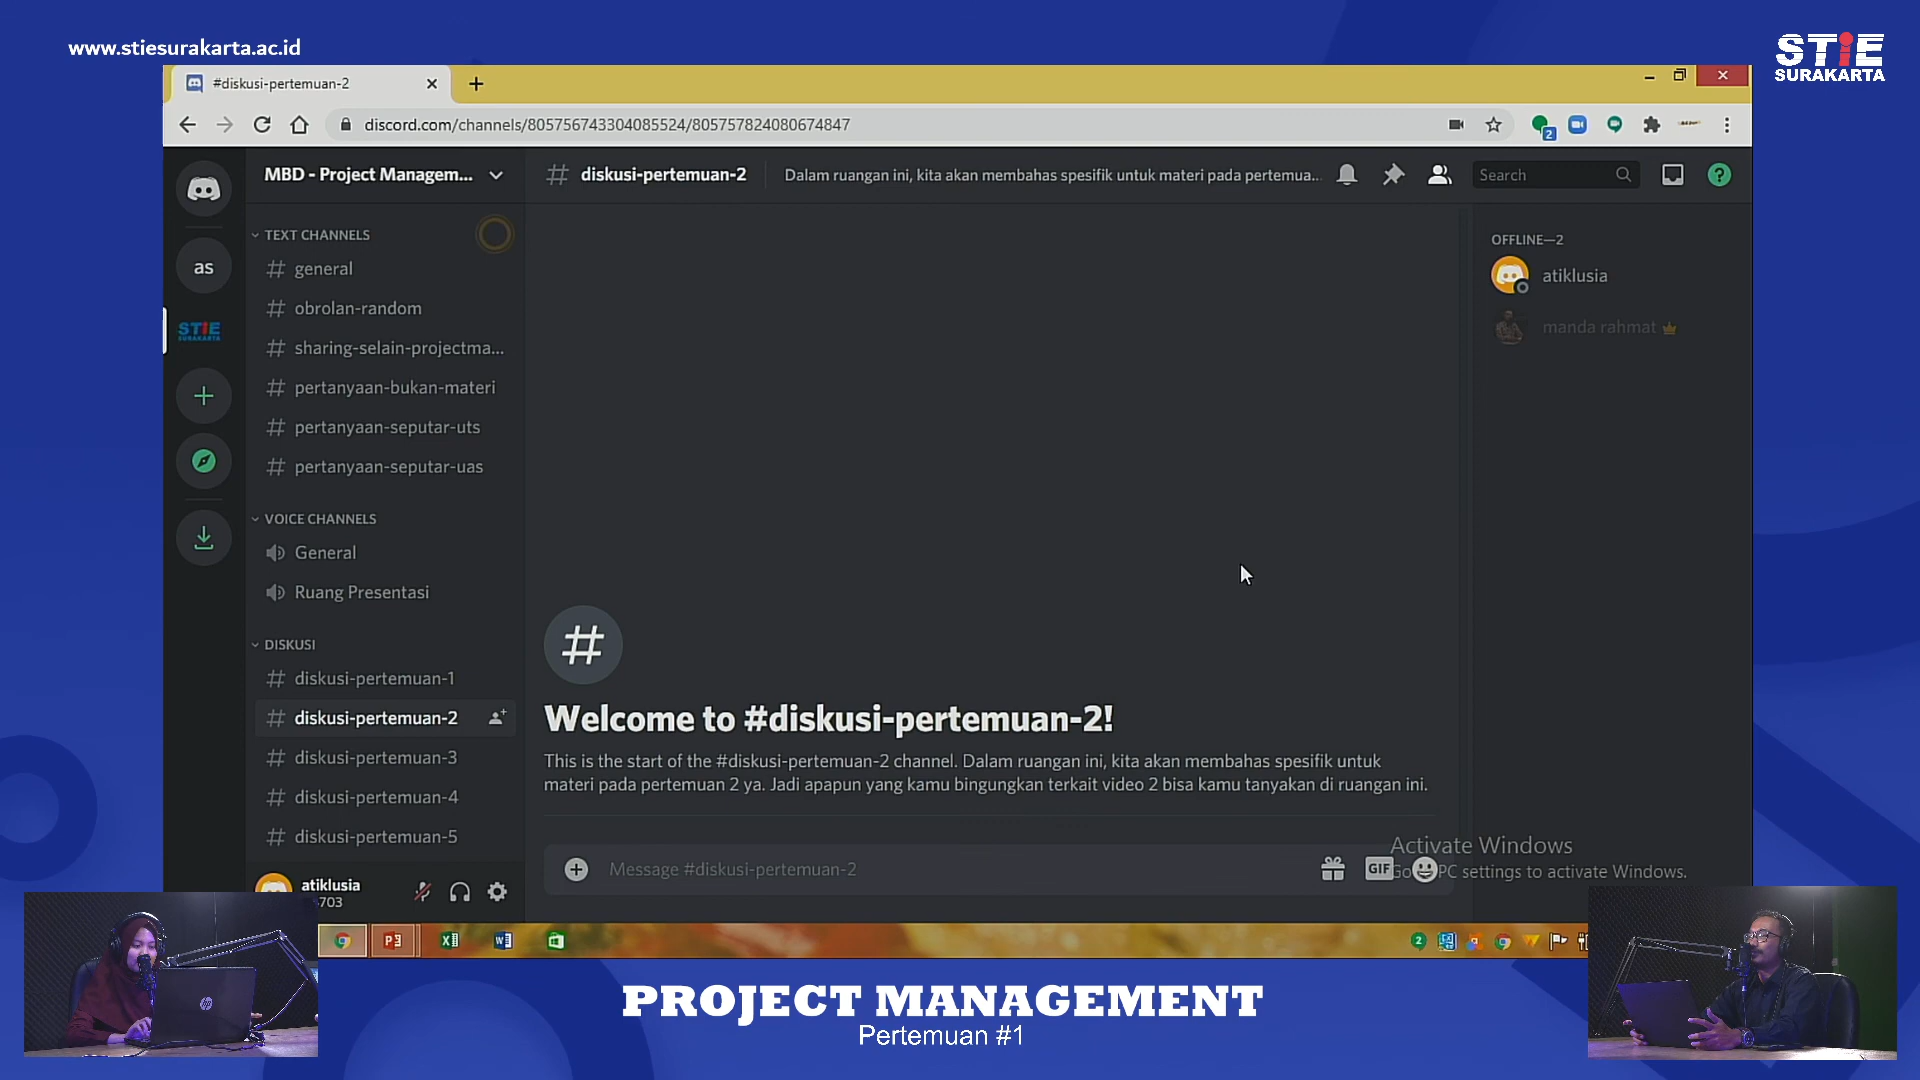 www.stiesurakarta.ac.id
STIE
SURAKARTA
#diskusi-pertemuan-2
discord.com/channels/805756743304085524/805757824080674847
2
MBD - Project Managem...
diskusi-pertemuan-2
Dalam ruangan ini, kita akan membahas spesifik untuk materi pada pertemua...
Search
as
STIE
SURAKARTA
TEXT CHANNELS
general
obrolan-random
sharing-selain-projectma...
pertanyaan-bukan-materi
pertanyaan-seputar-uts
pertanyaan-seputar-uas
VOICE CHANNELS
General
Ruang Presentasi
DISKUSI
diskusi-pertemuan-1
diskusi-pertemuan-2
diskusi-pertemuan-3
diskusi-pertemuan-4
diskusi-pertemuan-5
atiklusia
703
OFFLINE—2
atiklusia
manda rahmat
Welcome to #diskusi-pertemuan-2!
This is the start of the #diskusi-pertemuan-2 channel. Dalam ruangan ini, kita akan membahas spesifik untuk
materi pada pertemuan 2 ya. Jadi apapun yang kamu bingungkan terkait video 2 bisa kamu tanyakan di ruangan ini.
Message #diskusi-pertemuan-2
GIF
Activate Windows
Go PC settings to activate Windows.
2
hp
PROJECT MANAGEMENT
Pertemuan #1